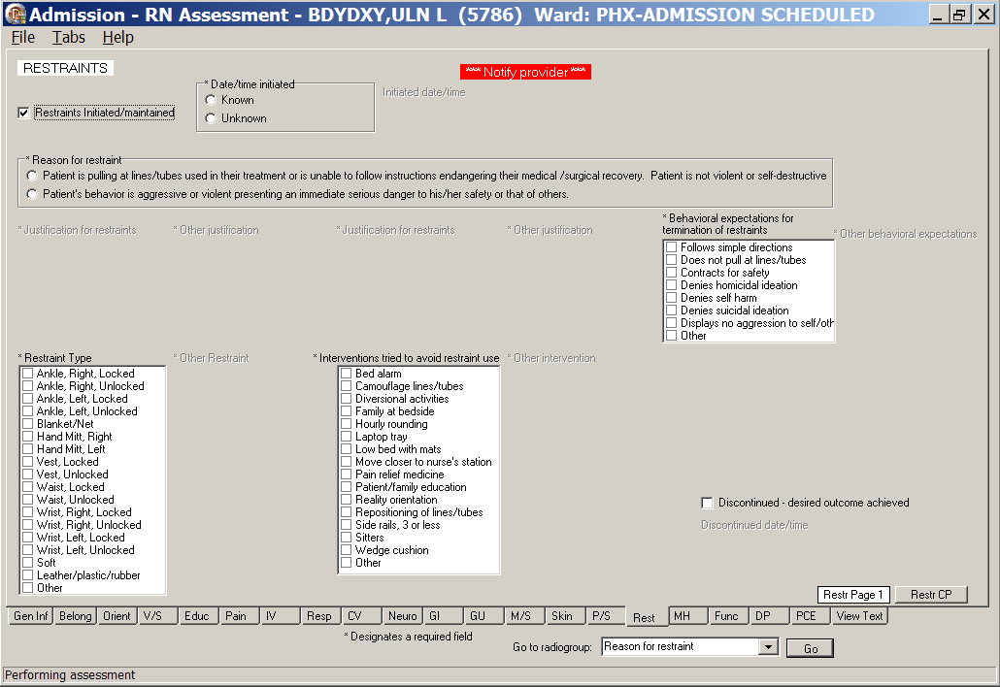 Admission - RN Assessment - BDYDXY,ULN L (5786) Ward: PHX-ADMISSION SCHEDULED
File Tabs Help
RESTRAINTS
*** Notify provider ***
* Date/time initiated
Initiated date/time
Known
Restraints Initiated/maintained
Unknown
* Reason for restraint
Patient is pulling at lines/tubes used in their treatment or is unable to follow instructions endangering their medical /surgical recovery. Patient is not violent or self-destructive
Patient's behavior is aggressive or violent presenting an immediate serious danger to his/her safety or that of others.
* Justification for restraints
* Other justification
* Justification for restraints
* Other justification
* Behavioral expectations for
termination of restraints
* Other behavioral expectations
Follows simple directions
Does not pull at lines/tubes
Contracts for safety
Denies homicidal ideation
Denies self harm
Denies suicidal ideation
Displays no aggression to self/oth
Other
* Restraint Type
* Other Restraint
Ankle, Right, Locked
Ankle, Right, Unlocked
Ankle, Left, Locked
Ankle, Left, Unlocked
Blanket/Net
Hand Mitt, Right
Hand Mitt, Left
Vest, Locked
Vest, Unlocked
Waist, Locked
Waist, Unlocked
Wrist, Right, Locked
Wrist, Right, Unlocked
Wrist, Left, Locked
Wrist, Left, Unlocked
Soft
Leather/plastic/rubber
Other
* Interventions tried to avoid restraint use
* Other intervention
Bed alarm
Camouflage lines/tubes
Diversional activities
Family at bedside
Hourly rounding
Laptop tray
Low bed with mats
Move closer to nurse's station
Pain relief medicine
Patient/family education
Reality orientation
Repositioning of lines/tubes
Side rails, 3 or less
Sitters
Wedge cushion
Other
Discontinued - desired outcome achieved
Discontinued date/time
Restr Page 1
Restr CP
Gen Inf Belong Orient V/S Educ Pain IV Resp CV Neuro GI GU M/S Skin P/S Rest MH Func DP PCE View Text
* Designates a required field
Go to radiogroup: Reason for restraint Go
Performing assessment